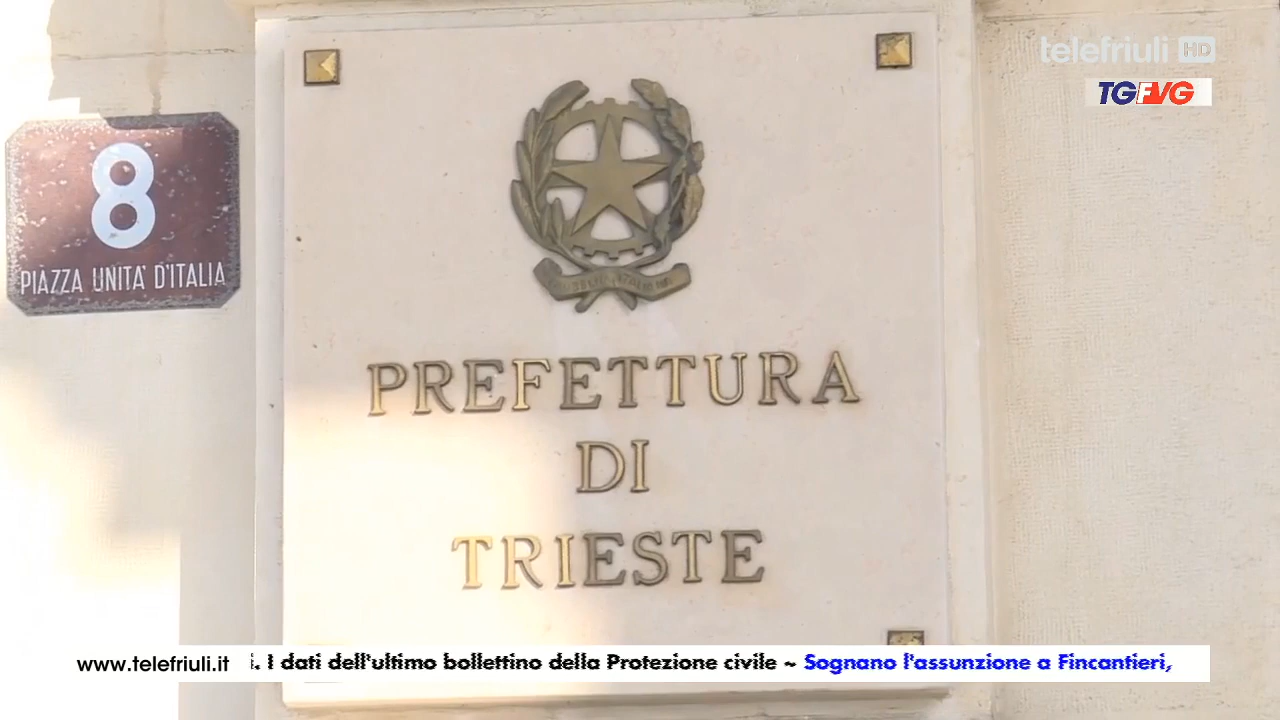 telefriuli HD
TGFVG
8
PIAZZA UNITA' D'ITALIA
PREFETTURA
DI
TRIESTE
www.telefriuli.it
. I dati dell'ultimo bollettino della Protezione civile ~ Sognano l'assunzione a Fincantieri,